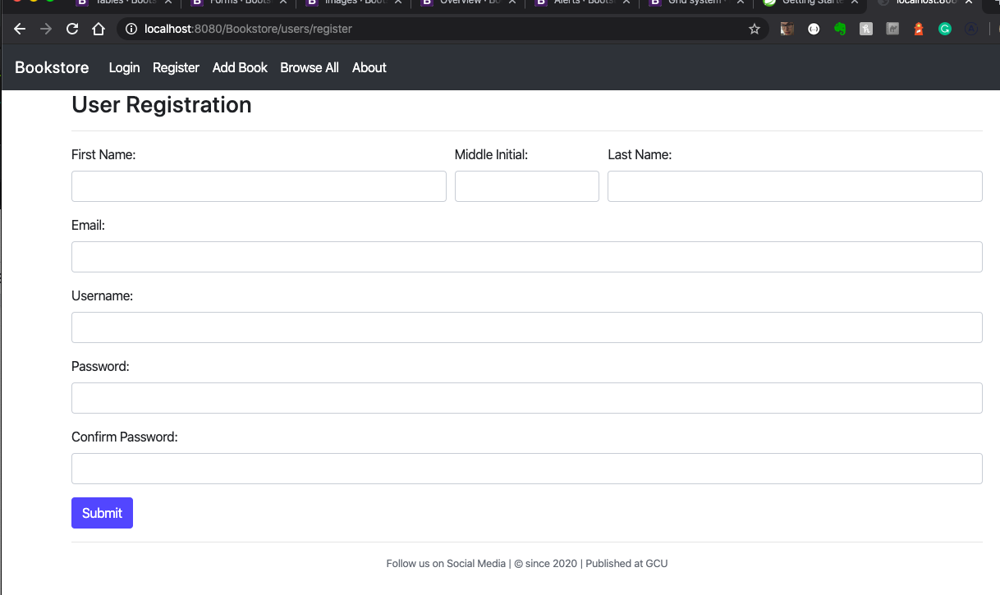 Tables · Boots
Forms · Boots
Images · Boot
Overview · Bo
Alerts · Boots
Grid system ·
Getting Starte
localhost:808
localhost:8080/Bookstore/users/register
Bookstore Login Register Add Book Browse All About
User Registration
First Name: Middle Initial: Last Name:
Email:
Username:
Password:
Confirm Password:
Submit
Follow us on Social Media | © since 2020 | Published at GCU